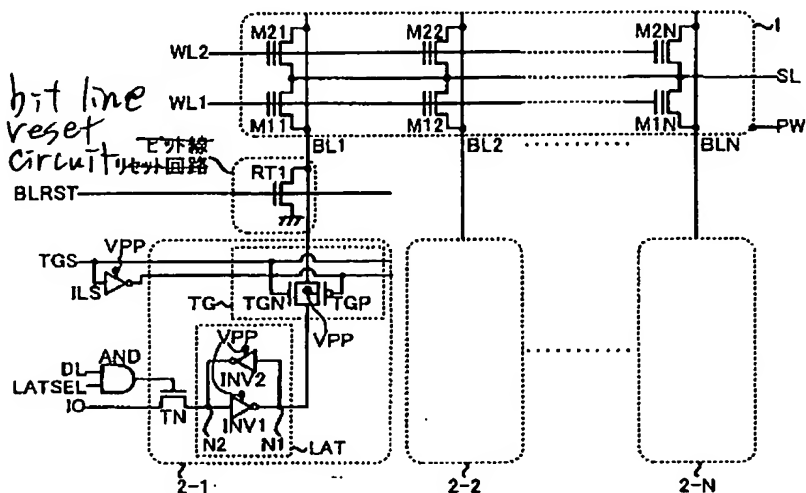 M21 M22 M2N 1
WL2
SL
WL1
M11 M12 M1N PW
BL1 BL2 BLN
bit line
reset
circuit
ビット線
リセット回路
RT1
BLRST
VPP
TGS
ILS
TG TGN TGP
VPP
VPP
AND
DL
LATSEL
INV2
IO
TN INV1
N2 N1 LAT
2-1 2-2 2-N